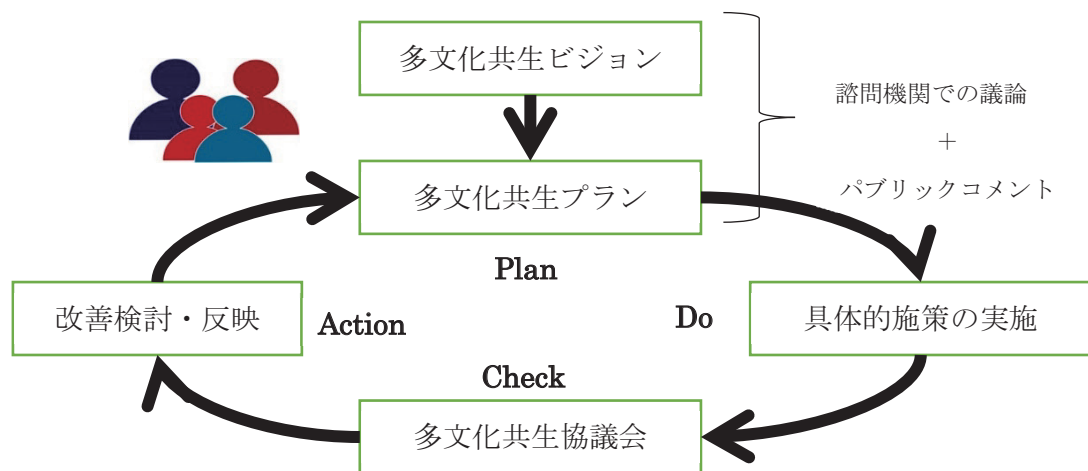 多文化共生ビジョン
諮問機関での議論
＋
パブリックコメント
多文化共生プラン
Plan
改善検討・反映
Action
Do
具体的施策の実施
Check
多文化共生協議会